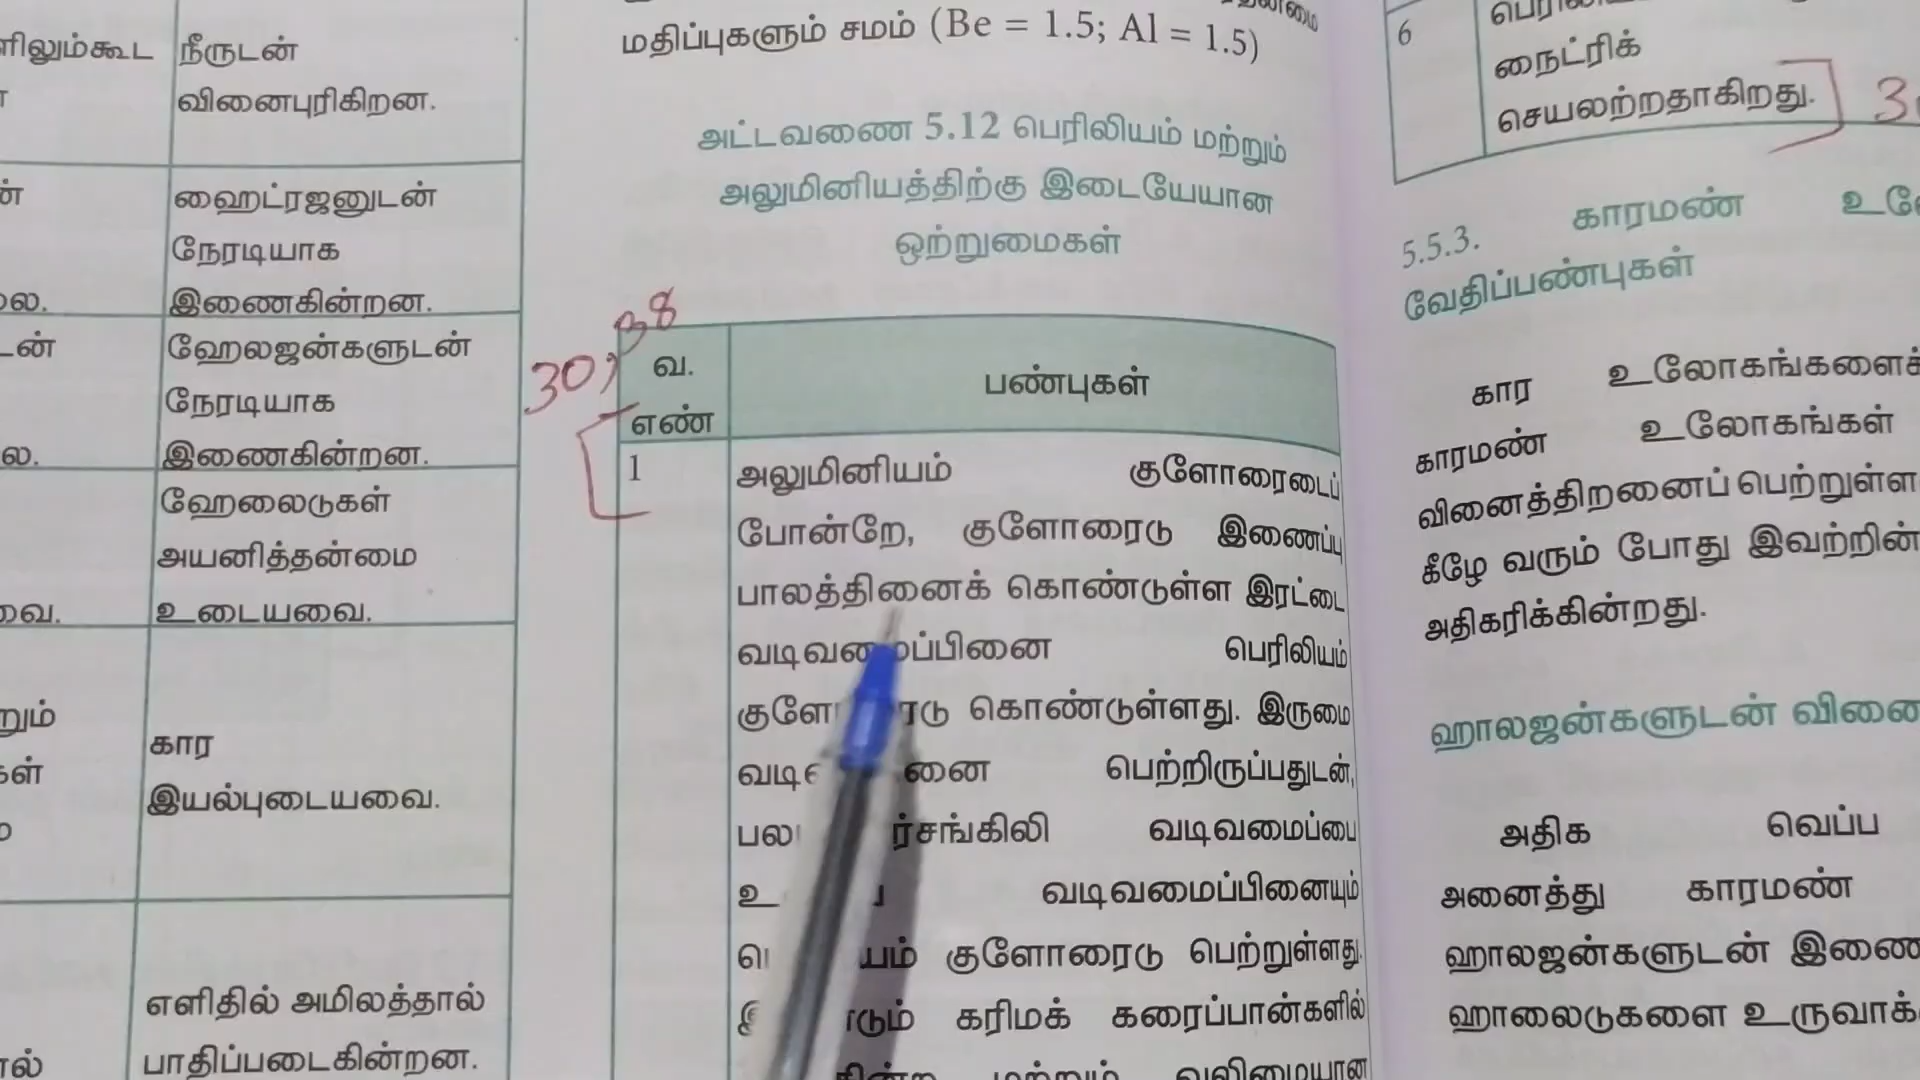 நீருடன்
வினைபுரிகின்றன.
ஹைட்ரஜனுடன்
நேரடியாக
இணைகின்றன.
ஹேலஜன்களுடன்
நேரடியாக
இணைகின்றன.
ஹேலைடுகள்
அயனித்தன்மை
உடையவை.
கார
இயல்புடையவை.
எளிதில் அமிலத்தால்
பாதிப்படைகின்றன.
மதிப்புகளும் சமம் (Be = 1.5; Al = 1.5)
அட்டவணை 5.12 பெரிலியம் மற்றும்
அலுமினியத்திற்கு இடையேயான
ஒற்றுமைகள்
38
30)
வ.
எண்
பண்புகள்
1
அலுமினியம் குளோரைடைப்
போன்றே, குளோரைடு இணைப்பு
பாலத்தினைக் கொண்டுள்ள இரட்டை
வடிவமைப்பினை பெரிலியம்
கொண்டுள்ளது. இருமை
பெற்றிருப்பதுடன்,
வடிவமைப்பை
வடிவமைப்பினையும்
குளோரைடு பெற்றுள்ளது.
கரிமக் கரைப்பான்களில்
மற்றும் வலிமையான
6
நைட்ரிக்
செயலற்றதாகிறது.
5.5.3. காரமண்
வேதிப்பண்புகள்
கார உலோகங்களைக்
காரமண் உலோகங்கள்
வினைத்திறனைப் பெற்றுள்ள
கீழே வரும் போது இவற்றின்
அதிகரிக்கின்றது.
ஹாலஜன்களுடன்
அதிக வெப்ப
அனைத்து காரமண்
ஹாலஜன்களுடன்
ஹாலைடுகளை